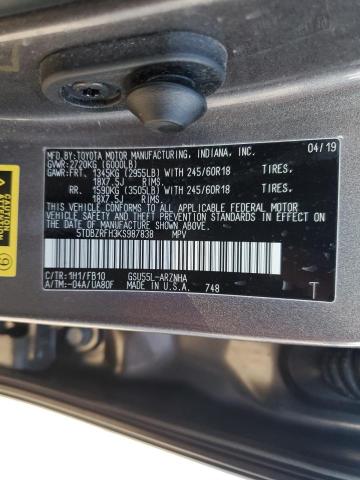 MFD.BY:TOYOTA MOTOR MANUFACTURING, INDIANA, INC. 04/19
GVWR: 2720KG (6000LB)
GAWR:FRT. 1345KG (2955LB) WITH 245/60R18 TIRES,
18X7.5J RIMS.
RR. 1590KG (3505LB) WITH 245/60R18 TIRES,
18X7.5J RIMS.
THIS VEHICLE CONFORMS TO ALL APPLICABLE
FEDERAL MOTOR VEHICLE SAFETY AND THEFT
PREVENTION STANDARDS IN EFFECT ON THE DATE
OF MANUFACTURE SHOWN ABOVE.
5TDBZRFH3KS987838 MPV
C/TR: 1H1/FB10 GSU55L-ARZNHA
A/TM:-04A/UA80F MADE IN U.S.A. 748 T
CAUTION